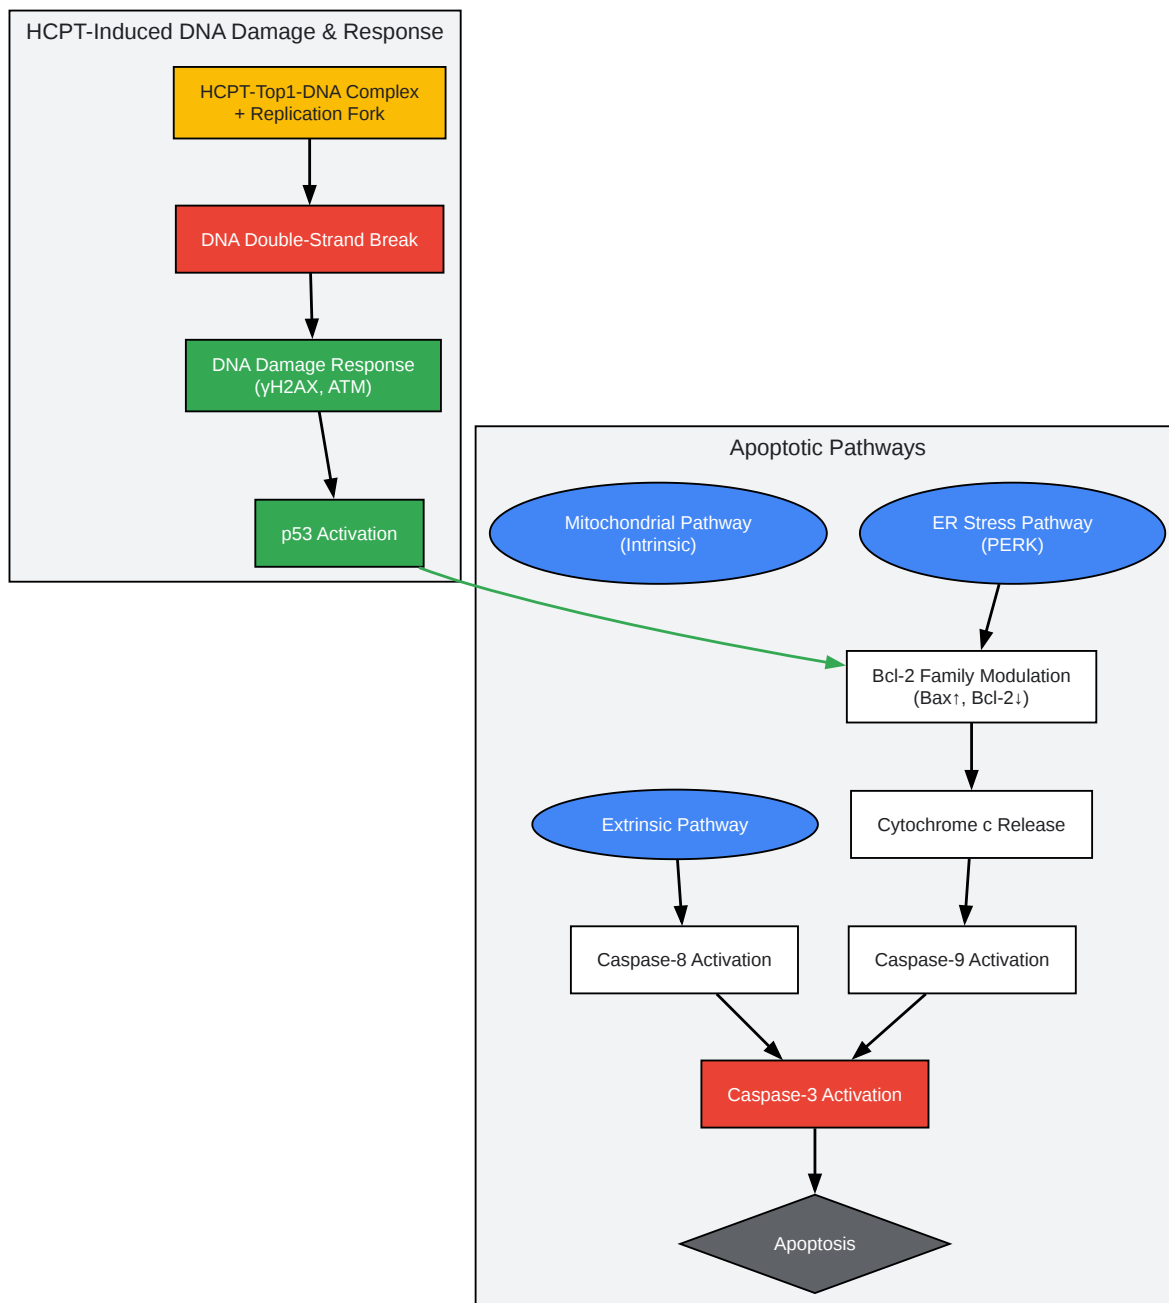 HCPT-Induced DNA Damage & Response
HCPT-Top1-DNA Complex
+ Replication Fork
DNA Double-Strand Break
DNA Damage Response
(γH2AX, ATM)
p53 Activation
Apoptotic Pathways
Mitochondrial Pathway
(Intrinsic)
ER Stress Pathway
(PERK)
Bcl-2 Family Modulation
(Bax↑, Bcl-2↓)
Extrinsic Pathway
Cytochrome c Release
Caspase-8 Activation
Caspase-9 Activation
Caspase-3 Activation
Apoptosis